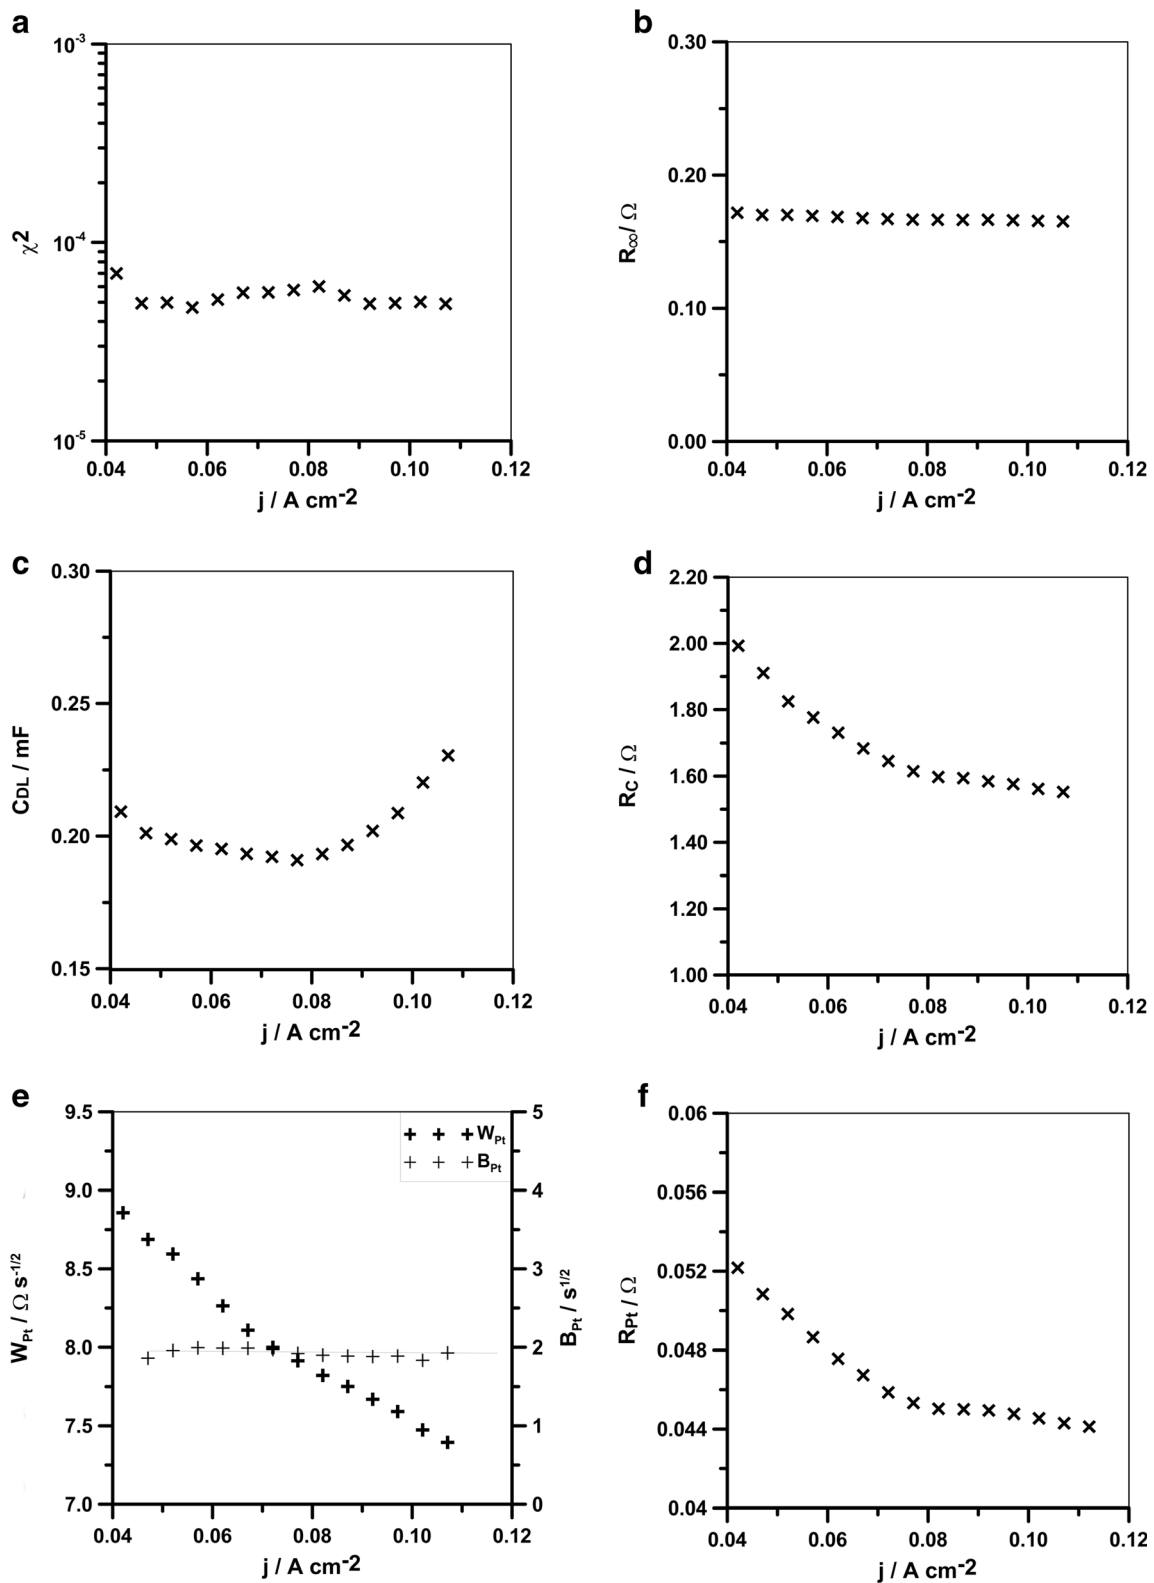 a
10-3
10-4
10-5
χ2
0.04 0.06 0.08 0.10 0.12
j / A cm-2
b
0.30
0.20
0.10
0.00
R∞/ Ω
0.04 0.06 0.08 0.10 0.12
j / A cm-2
c
0.30
0.25
0.20
0.15
CDL / mF
0.04 0.06 0.08 0.10 0.12
j / A cm-2
d
2.20
2.00
1.80
1.60
1.40
1.20
1.00
RC / Ω
0.04 0.06 0.08 0.10 0.12
j / A cm-2
e
9.5
9.0
8.5
8.0
7.5
7.0
WPt / Ω s-1/2
WPt
BPt
5
4
3
2
1
0
BPt / s1/2
0.04 0.06 0.08 0.10 0.12
j / A cm-2
f
0.06
0.056
0.052
0.048
0.044
0.04
RPt / Ω
0.04 0.06 0.08 0.10 0.12
j / A cm-2